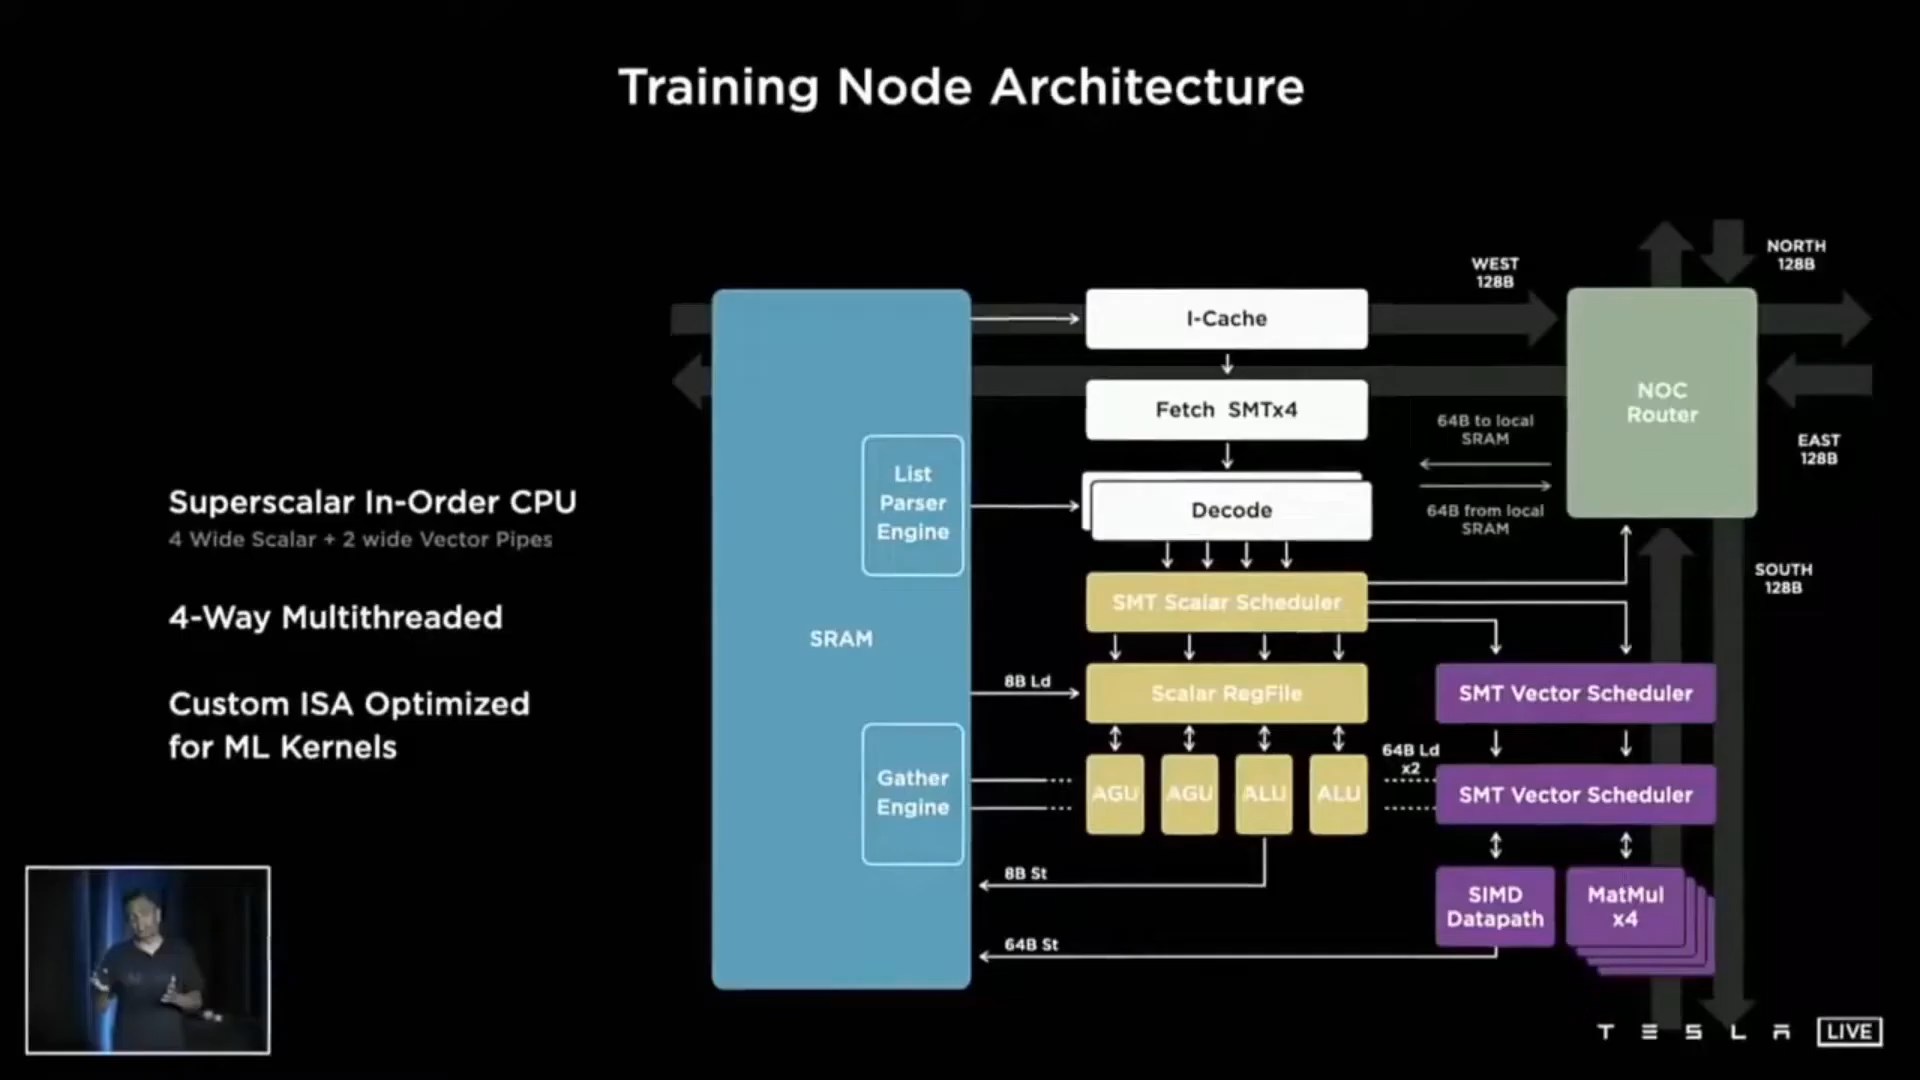 Training Node Architecture
Superscalar In-Order CPU
4 Wide Scalar + 2 wide Vector Pipes
4-Way Multithreaded
Custom ISA Optimized
for ML Kernels
SRAM
List
Parser
Engine
Gather
Engine
I-Cache
Fetch SMTx4
Decode
SMT Scalar Scheduler
8B Ld
Scalar RegFile
AGU
AGU
ALU
ALU
8B St
64B St
64B Ld
x2
WEST
128B
NORTH
128B
NOC
Router
64B to local
SRAM
64B from local
SRAM
EAST
128B
SOUTH
128B
SMT Vector Scheduler
SMT Vector Scheduler
SIMD
Datapath
MatMul
x4
TESLA LIVE